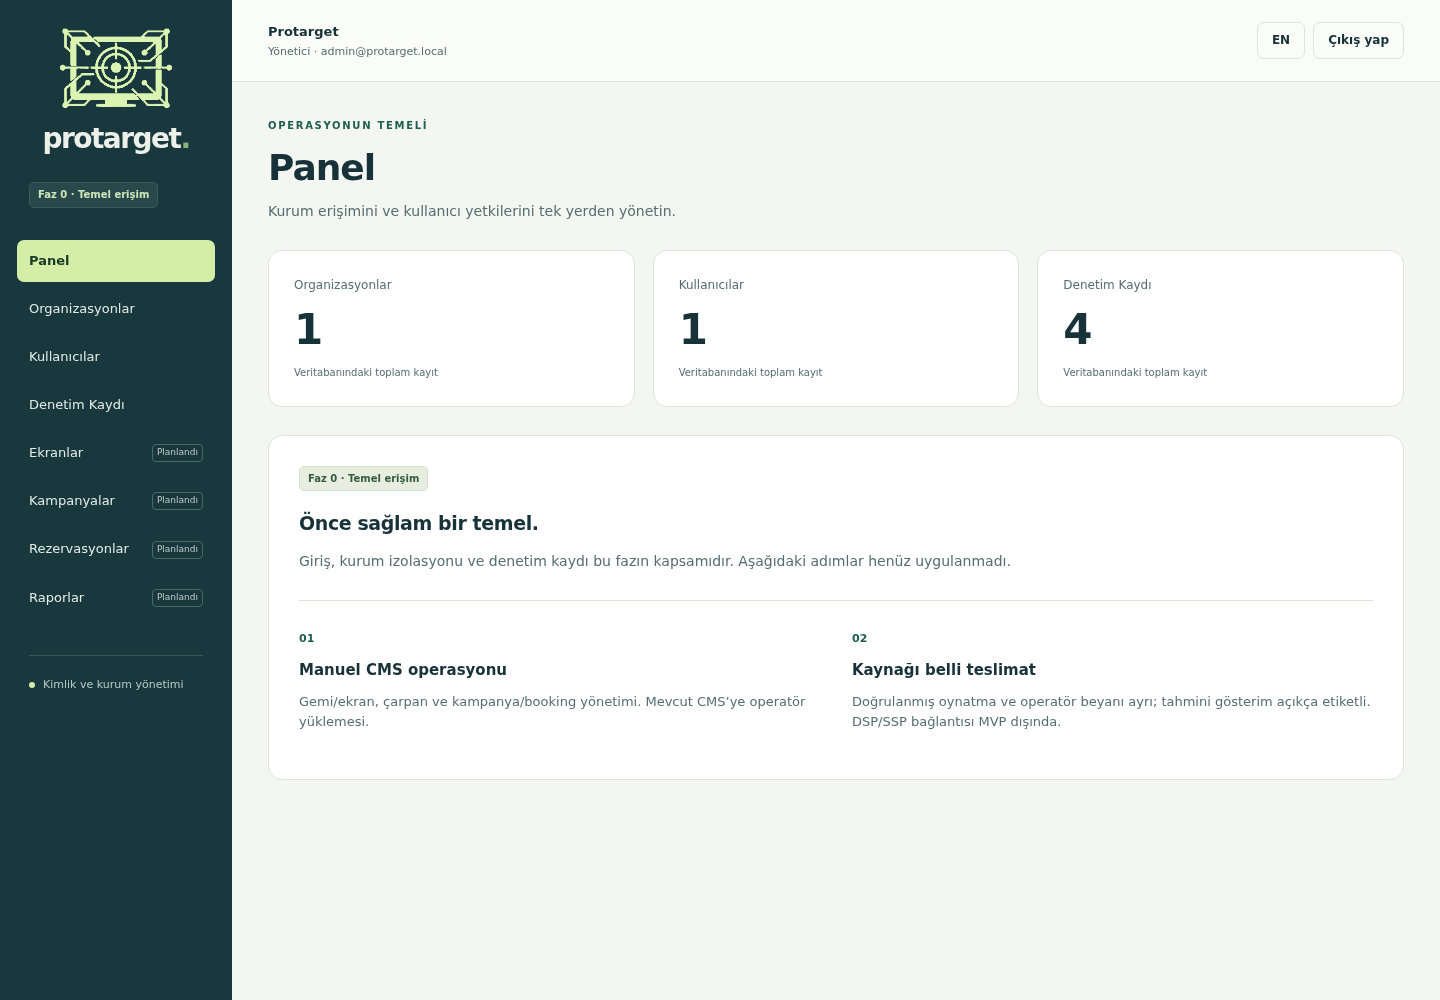 protarget.
Faz 0 · Temel erişim
Panel
Organizasyonlar
Kullanıcılar
Denetim Kaydı
Ekranlar Planlandı
Kampanyalar Planlandı
Rezervasyonlar Planlandı
Raporlar Planlandı
Kimlik ve kurum yönetimi
Protarget
Yönetici · admin@protarget.local
EN
Çıkış yap
OPERASYONUN TEMELİ
Panel
Kurum erişimini ve kullanıcı yetkilerini tek yerden yönetin.
Organizasyonlar
1
Veritabanındaki toplam kayıt
Kullanıcılar
1
Veritabanındaki toplam kayıt
Denetim Kaydı
4
Veritabanındaki toplam kayıt
Faz 0 · Temel erişim
Önce sağlam bir temel.
Giriş, kurum izolasyonu ve denetim kaydı bu fazın kapsamıdır. Aşağıdaki adımlar henüz uygulanmadı.
01
Manuel CMS operasyonu
Gemi/ekran, çarpan ve kampanya/booking yönetimi. Mevcut CMS’ye operatör
yüklemesi.
02
Kaynağı belli teslimat
Doğrulanmış oynatma ve operatör beyanı ayrı; tahmini gösterim açıkça etiketli.
DSP/SSP bağlantısı MVP dışında.